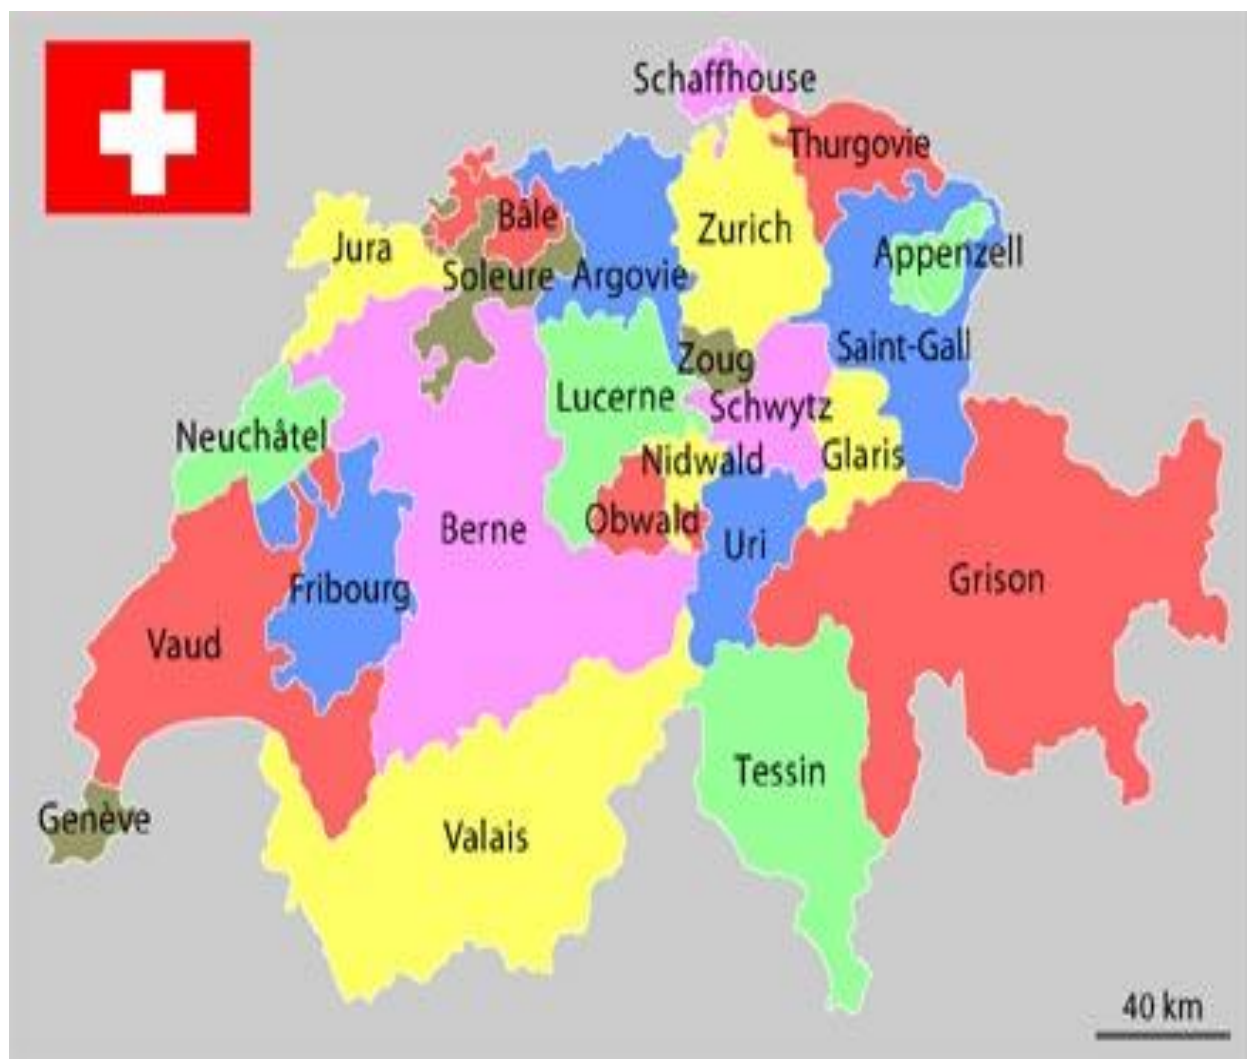 Schaffhouse
Thurgovie
Bâle
Zurich
Jura
Appenzell
Soleure
Argovie
Saint-Gall
Zoug
Lucerne
Schwytz
Neuchâtel
Nidwald
Glaris
Obwald
Berne
Uri
Grison
Fribourg
Vaud
Tessin
Genève
Valais
40 km